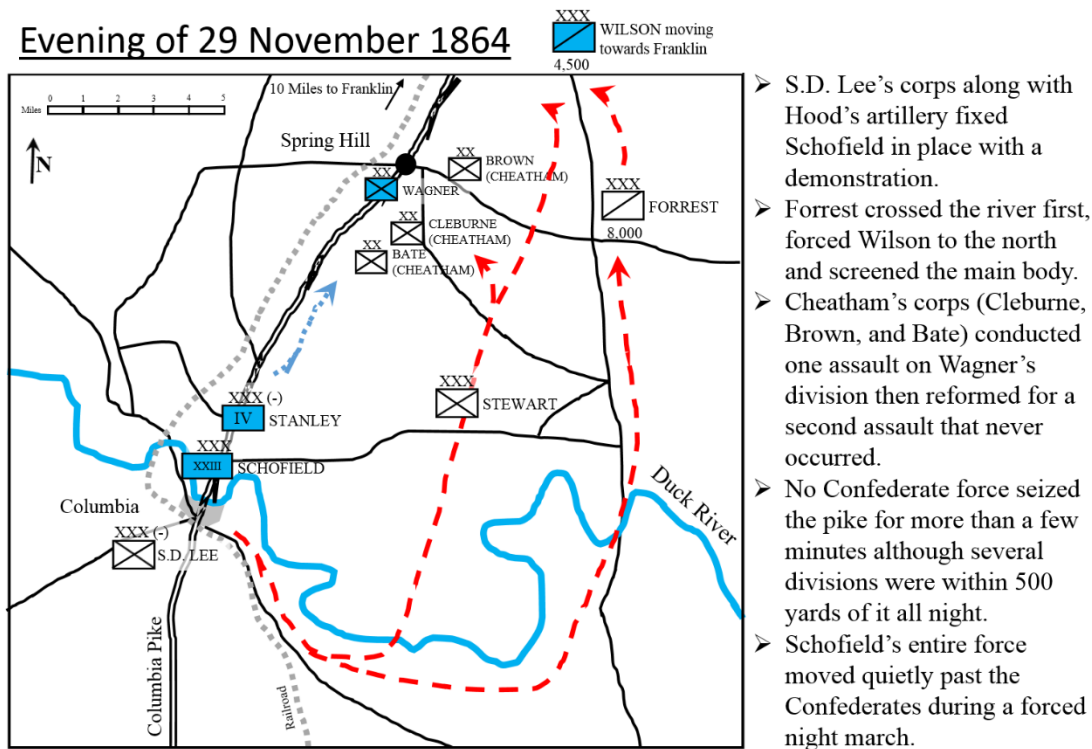 Evening of 29 November 1864
XXX
WILSON moving
towards Franklin
4,500
0 1 2 3 4 5
Miles
10 Miles to Franklin
N
Spring Hill
XX
WAGNER
XX
BROWN
(CHEATHAM)
XX
CLEBURNE
(CHEATHAM)
XX
BATE
(CHEATHAM)
XXX
FORREST
8,000
XXX (-)
IV
STANLEY
XXX
STEWART
XXX
XXIII
SCHOFIELD
Columbia
XXX (-)
S.D. LEE
Duck River
Columbia Pike
Railroad
➢ S.D. Lee’s corps along with
Hood’s artillery fixed
Schofield in place with a
demonstration.
➢ Forrest crossed the river first,
forced Wilson to the north
and screened the main body.
➢ Cheatham’s corps (Cleburne,
Brown, and Bate) conducted
one assault on Wagner’s
division then reformed for a
second assault that never
occurred.
➢ No Confederate force seized
the pike for more than a few
minutes although several
divisions were within 500
yards of it all night.
➢ Schofield’s entire force
moved quietly past the
Confederates during a forced
night march.